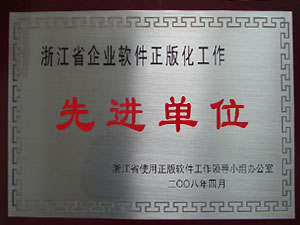 浙江省企业软件正版化工作
先进单位
浙江省使用正版软件工作领导小组办公室
二〇〇八年四月